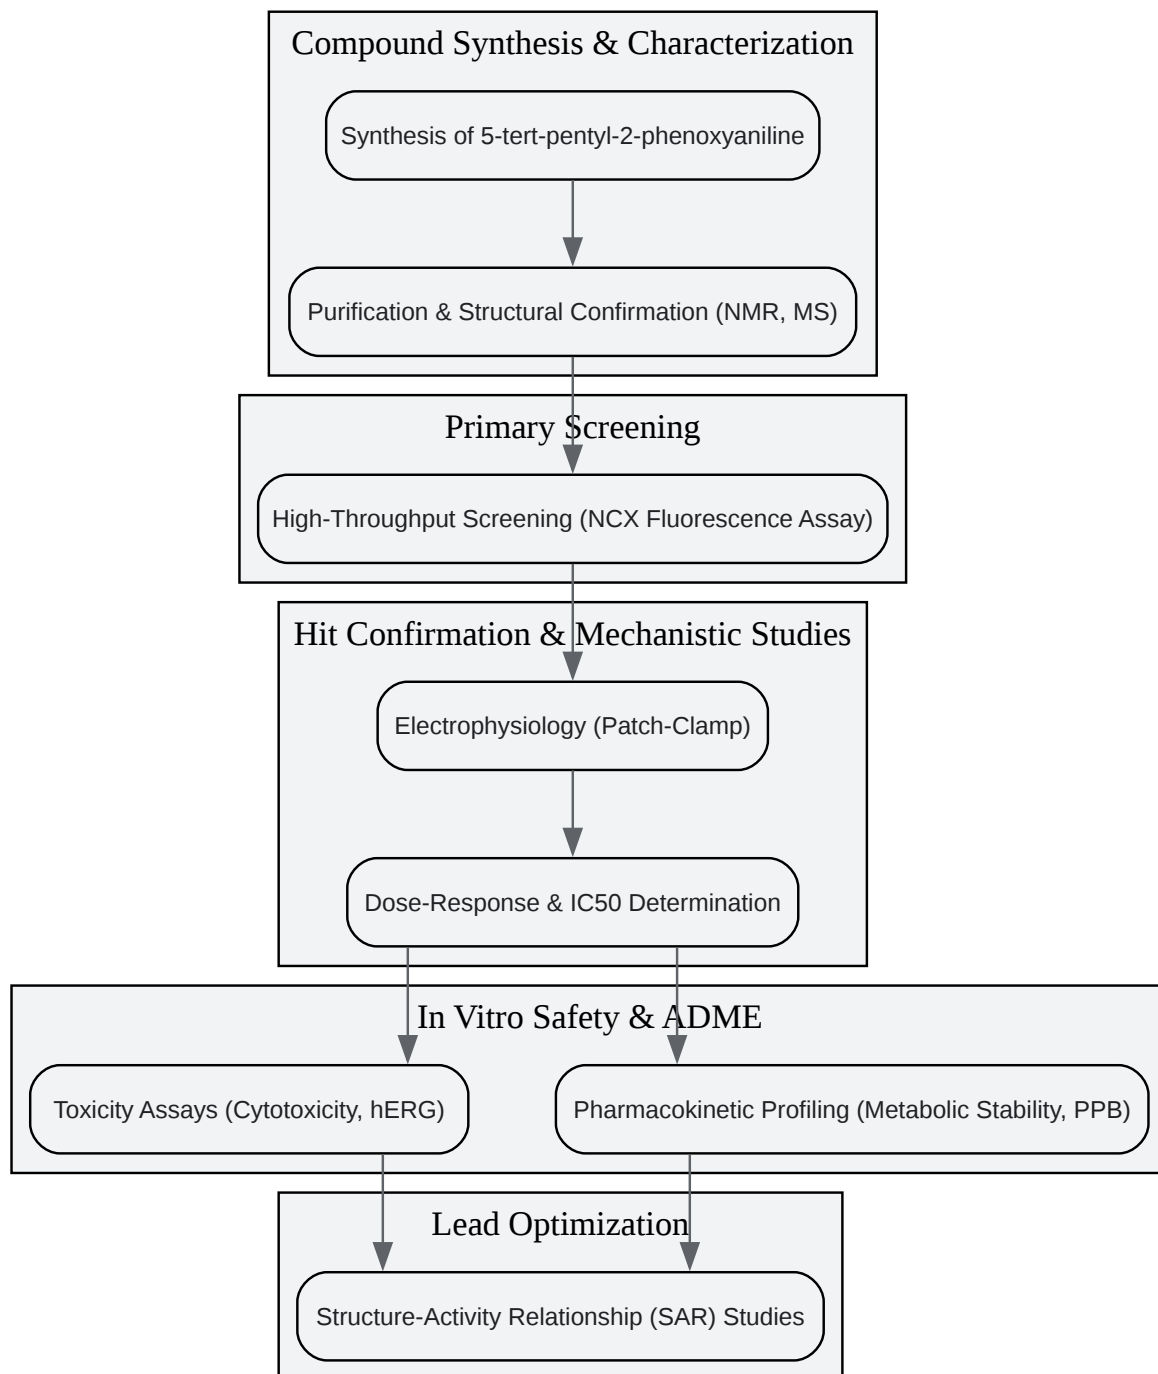 Compound Synthesis & Characterization
Synthesis of 5-tert-pentyl-2-phenoxyaniline
Purification & Structural Confirmation (NMR, MS)
Primary Screening
High-Throughput Screening (NCX Fluorescence Assay)
Hit Confirmation & Mechanistic Studies
Electrophysiology (Patch-Clamp)
Dose-Response & IC50 Determination
In Vitro Safety & ADME
Toxicity Assays (Cytotoxicity, hERG)
Pharmacokinetic Profiling (Metabolic Stability, PPB)
Lead Optimization
Structure-Activity Relationship (SAR) Studies